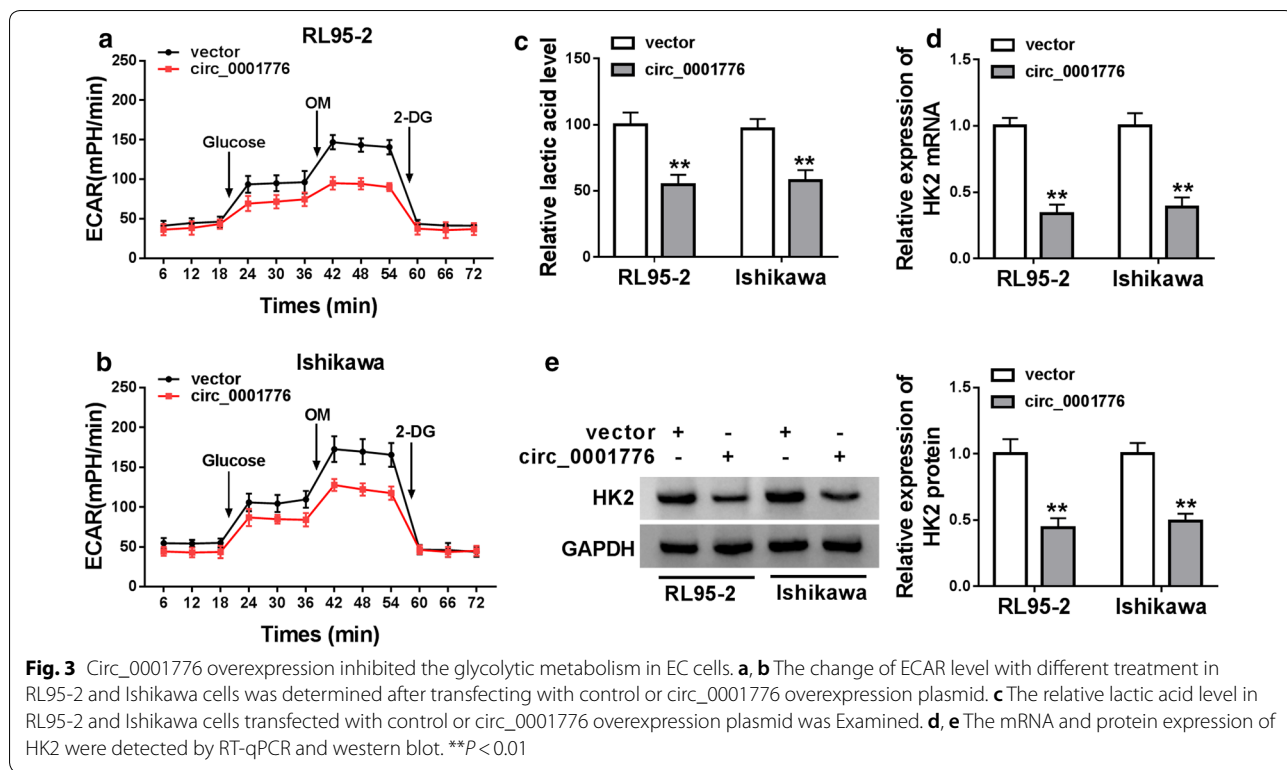 a
RL95-2
vector
circ_0001776
ECAR(mPH/min)
250
200
150
100
50
0
Glucose
OM
2-DG
6 12 18 24 30 36 42 48 54 60 66 72
Times (min)
c
vector
circ_0001776
Relative lactic acid level
150
100
50
0
**
**
RL95-2 Ishikawa
d
vector
circ_0001776
Relative expression of
HK2 mRNA
1.5
1.0
0.5
0.0
**
**
RL95-2 Ishikawa
b
Ishikawa
vector
circ_0001776
ECAR(mPH/min)
250
200
150
100
50
0
Glucose
OM
2-DG
6 12 18 24 30 36 42 48 54 60 66 72
Times (min)
e
vector + - + -
circ_0001776 - + - +
HK2
GAPDH
RL95-2 Ishikawa
vector
circ_0001776
Relative expression of
HK2 protein
1.5
1.0
0.5
0.0
**
**
RL95-2 Ishikawa
Fig. 3 Circ_0001776 overexpression inhibited the glycolytic metabolism in EC cells. a, b The change of ECAR level with different treatment in
RL95-2 and Ishikawa cells was determined after transfecting with control or circ_0001776 overexpression plasmid. c The relative lactic acid level in
RL95-2 and Ishikawa cells transfected with control or circ_0001776 overexpression plasmid was Examined. d, e The mRNA and protein expression of
HK2 were detected by RT-qPCR and western blot. **P < 0.01